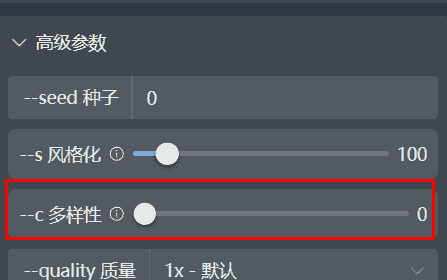 高级参数
--seed 种子 0
--s 风格化 100
--c 多样性 0
--quality 质量 1x - 默认